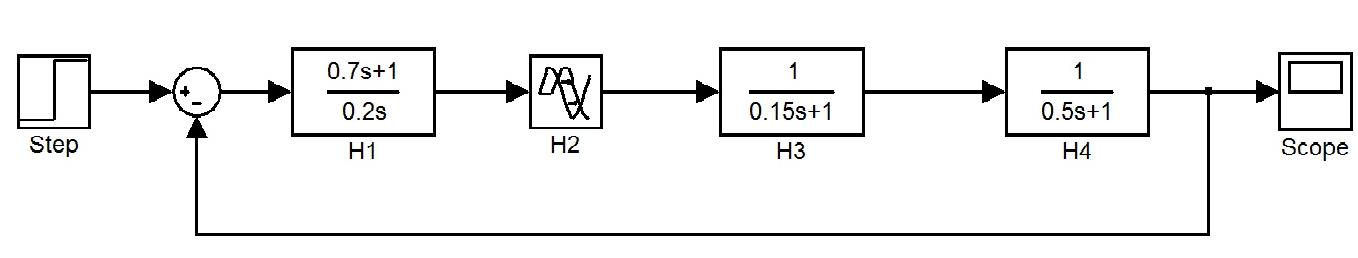 0.7s+1
0.2s
1
0.15s+1
1
0.5s+1
+
−
Step
H1
H2
H3
H4
Scope